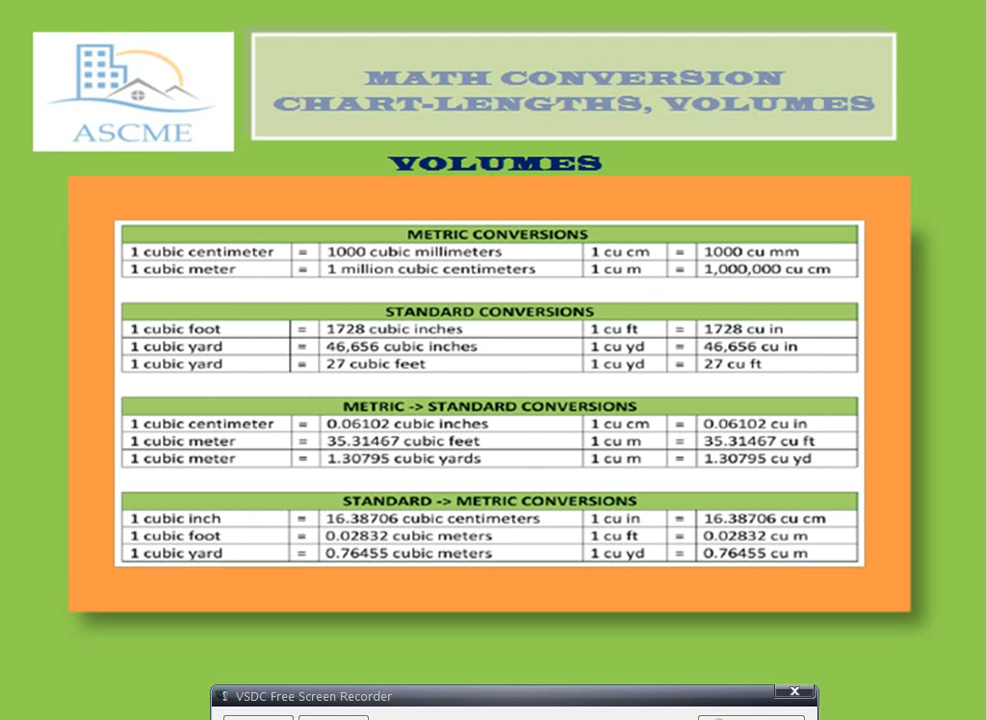 ASCME
MATH CONVERSION
CHART-LENGTHS, VOLUMES
VOLUMES
METRIC CONVERSIONS
1 cubic centimeter = 1000 cubic millimeters 1 cu cm = 1000 cu mm
1 cubic meter = 1 million cubic centimeters 1 cu m = 1,000,000 cu cm
STANDARD CONVERSIONS
1 cubic foot = 1728 cubic inches 1 cu ft = 1728 cu in
1 cubic yard = 46,656 cubic inches 1 cu yd = 46,656 cu in
1 cubic yard = 27 cubic feet 1 cu yd = 27 cu ft
METRIC -> STANDARD CONVERSIONS
1 cubic centimeter = 0.06102 cubic inches 1 cu cm = 0.06102 cu in
1 cubic meter = 35.31467 cubic feet 1 cu m = 35.31467 cu ft
1 cubic meter = 1.30795 cubic yards 1 cu m = 1.30795 cu yd
STANDARD -> METRIC CONVERSIONS
1 cubic inch = 16.38706 cubic centimeters 1 cu in = 16.38706 cu cm
1 cubic foot = 0.02832 cubic meters 1 cu ft = 0.02832 cu m
1 cubic yard = 0.76455 cubic meters 1 cu yd = 0.76455 cu m
VSDC Free Screen Recorder